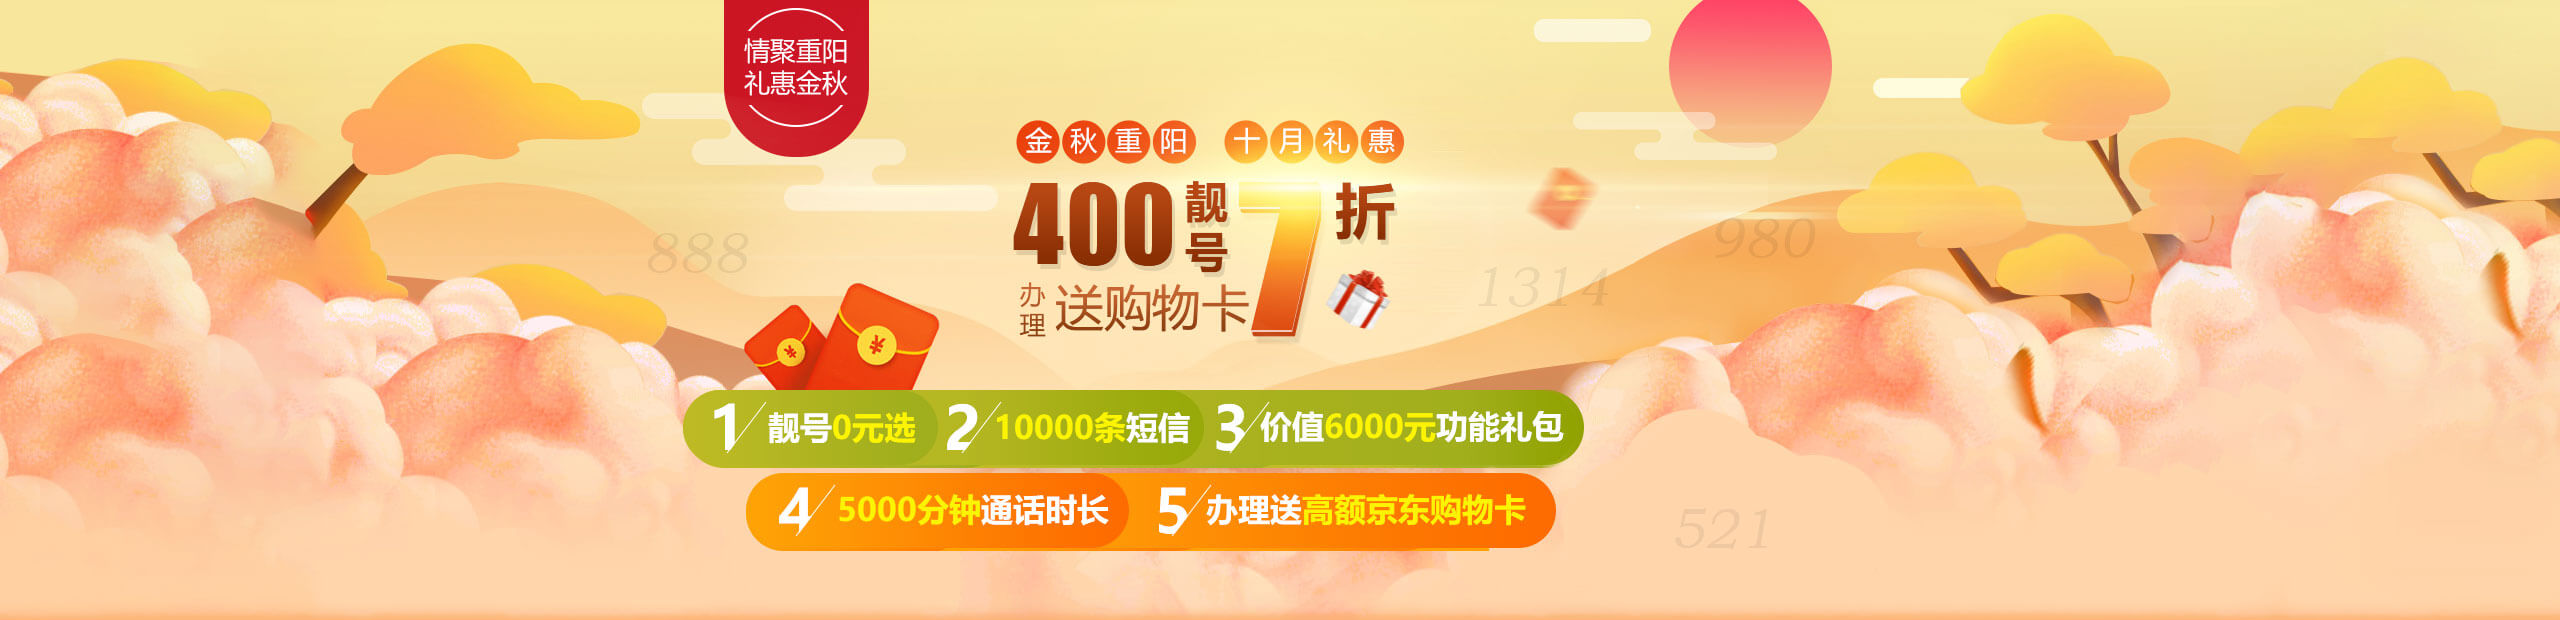 情聚重阳
礼惠金秋
金秋重阳 十月礼惠
400靓号7折
办理送购物卡
888
1314
980
1 靓号0元选 2 10000条短信 3 价值6000元功能礼包
4 5000分钟通话时长 5 办理送高额京东购物卡
521